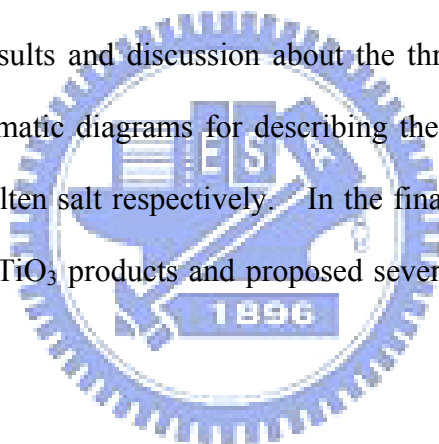 sults and discussion about the thr
matic diagrams for describing the
E S A
lten salt respectively. In the fina
TiO₃ products and proposed sever
1896